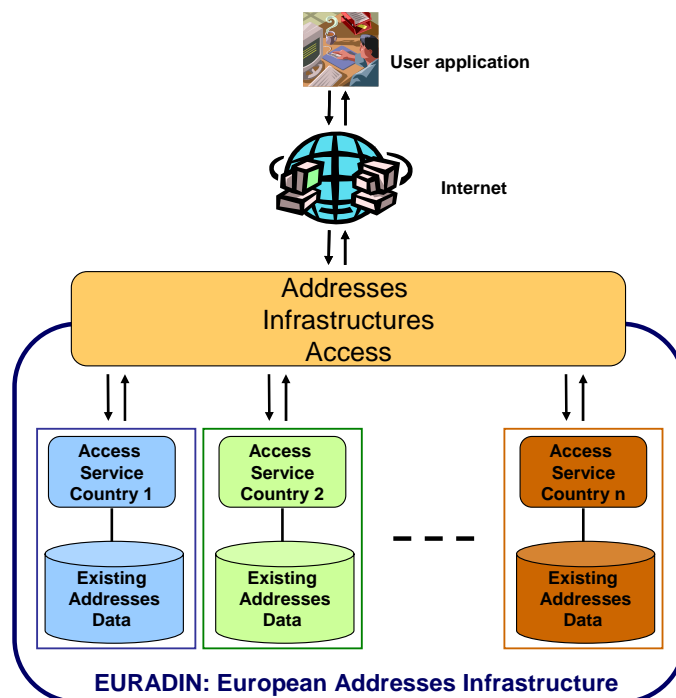 User application
Internet
Addresses
Infrastructures
Access
Access
Service
Country 1
Existing
Addresses
Data
Access
Service
Country 2
Existing
Addresses
Data
Access
Service
Country n
Existing
Addresses
Data
EURADIN: European Addresses Infrastructure